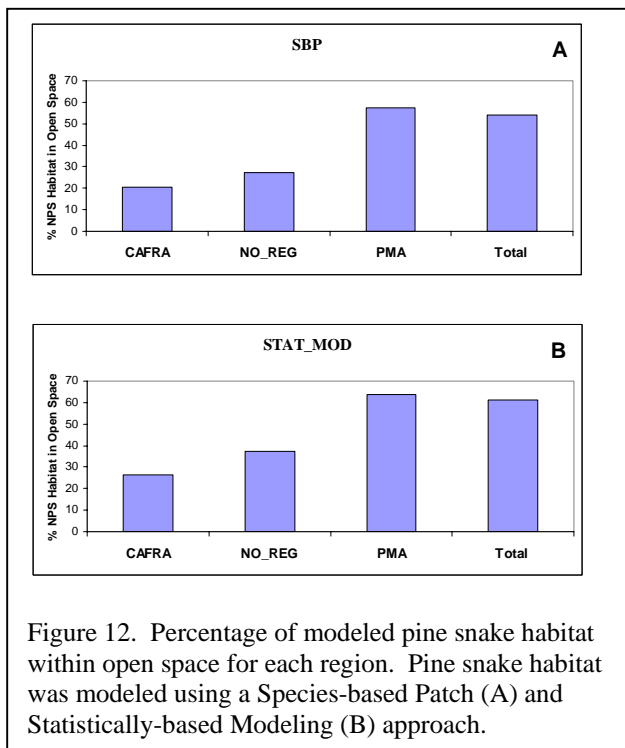 SBP
A
% NPS Habitat in Open Space
70
60
50
40
30
20
10
0
CAFRA NO_REG PMA Total
STAT_MOD
B
% NPS Habitat in Open Space
70
60
50
40
30
20
10
0
CAFRA NO_REG PMA Total
Figure 12. Percentage of modeled pine snake habitat
within open space for each region. Pine snake habitat
was modeled using a Species-based Patch (A) and
Statistically-based Modeling (B) approach.